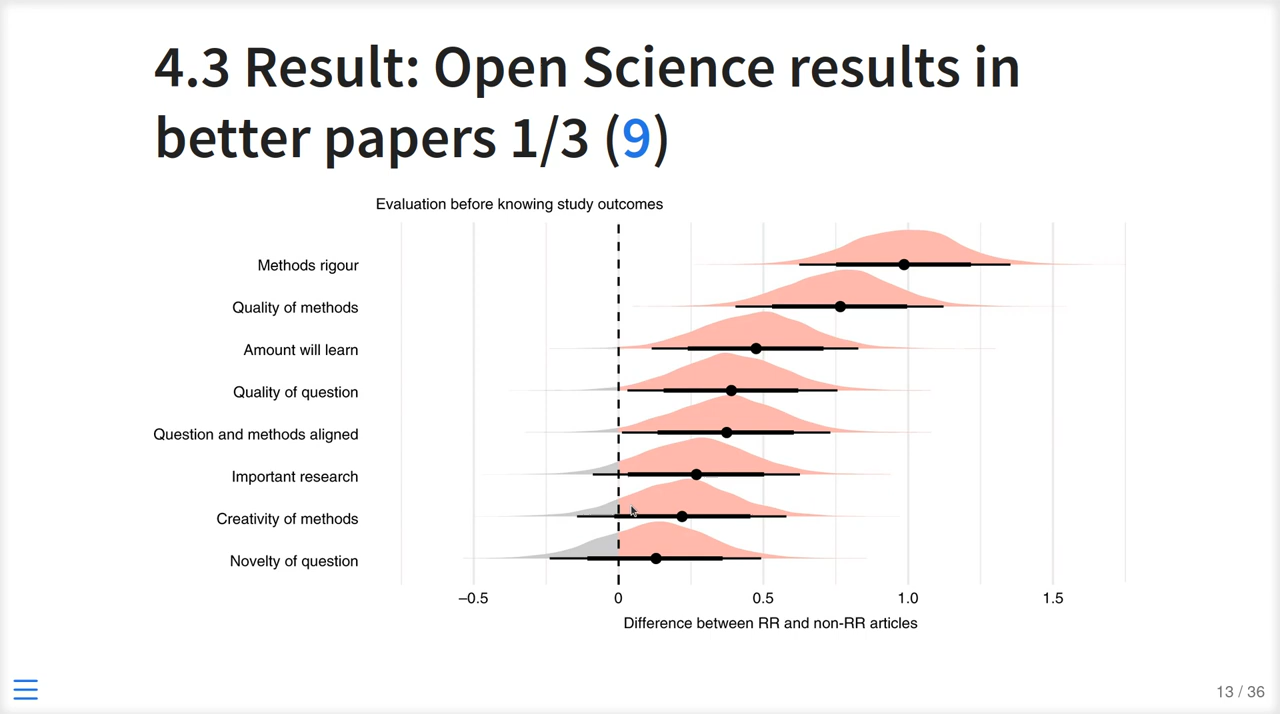 4.3 Result: Open Science results in
better papers 1/3 (9)
Evaluation before knowing study outcomes
Methods rigour
Quality of methods
Amount will learn
Quality of question
Question and methods aligned
Important research
Creativity of methods
Novelty of question
−0.5 0 0.5 1.0 1.5
Difference between RR and non-RR articles
13 / 36